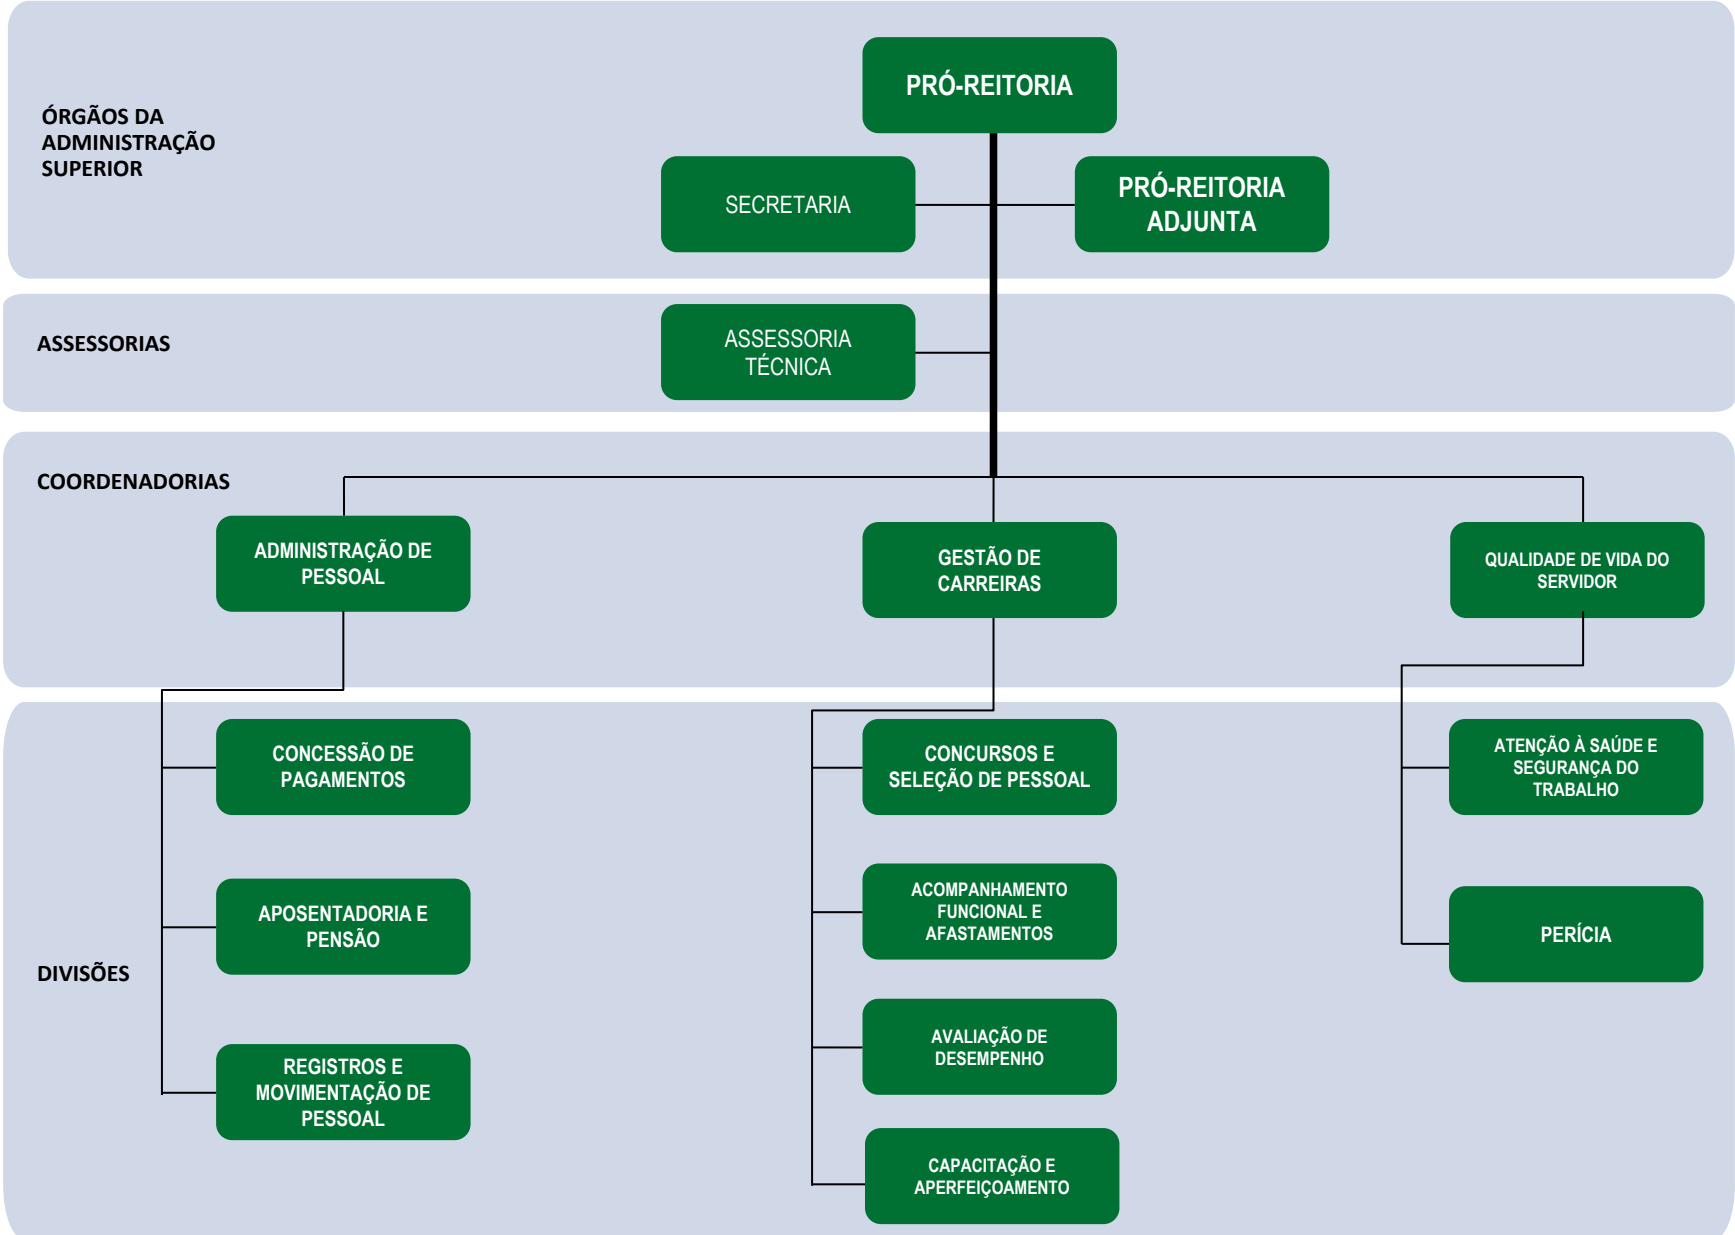 PRÓ-REITORIA
ÓRGÃOS DA
ADMINISTRAÇÃO
SUPERIOR
SECRETARIA
PRÓ-REITORIA
ADJUNTA
ASSESSORIAS
ASSESSORIA
TÉCNICA
COORDENADORIAS
ADMINISTRAÇÃO DE
PESSOAL
GESTÃO DE
CARREIRAS
QUALIDADE DE VIDA DO
SERVIDOR
DIVISÕES
CONCESSÃO DE
PAGAMENTOS
APOSENTADORIA E
PENSÃO
REGISTROS E
MOVIMENTAÇÃO DE
PESSOAL
CONCURSOS E
SELEÇÃO DE PESSOAL
ACOMPANHAMENTO
FUNCIONAL E
AFASTAMENTOS
AVALIAÇÃO DE
DESEMPENHO
CAPACITAÇÃO E
APERFEIÇOAMENTO
ATENÇÃO À SAÚDE E
SEGURANÇA DO
TRABALHO
PERÍCIA